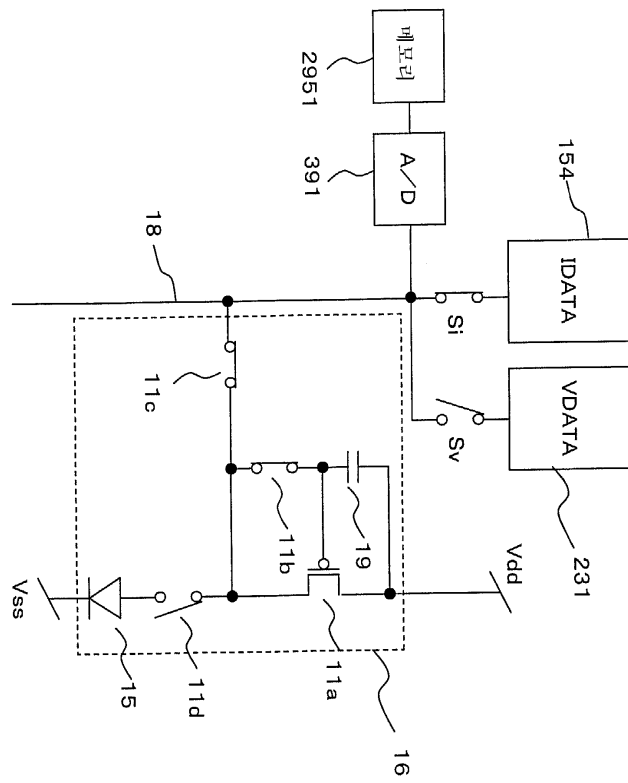 메모리
2951
A/D
391
154
IDATA
VDATA
231
18
Si
Sv
11c
11b
19
Vdd
11a
11d
15
Vss
16